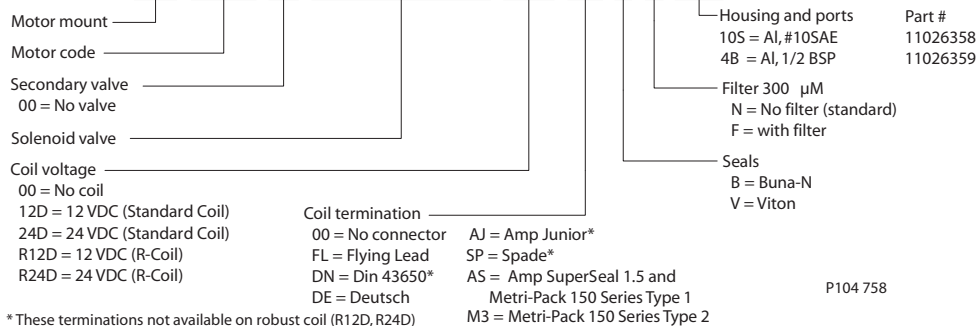 Motor mount
Motor code
Secondary valve
00 = No valve
Solenoid valve
Coil voltage
00 = No coil
12D = 12 VDC (Standard Coil)
24D = 24 VDC (Standard Coil)
R12D = 12 VDC (R-Coil)
R24D = 24 VDC (R-Coil)
* These terminations not available on robust coil (R12D, R24D)
Coil termination
00 = No connector
FL = Flying Lead
DN = Din 43650*
DE = Deutsch
AJ = Amp Junior*
SP = Spade*
AS = Amp SuperSeal 1.5 and
Metri-Pack 150 Series Type 1
M3 = Metri-Pack 150 Series Type 2
Housing and ports Part #
10S = Al, #10SAE 11026358
4B = Al, 1/2 BSP 11026359
Filter 300 µM
N = No filter (standard)
F = with filter
Seals
B = Buna-N
V = Viton
P104 758